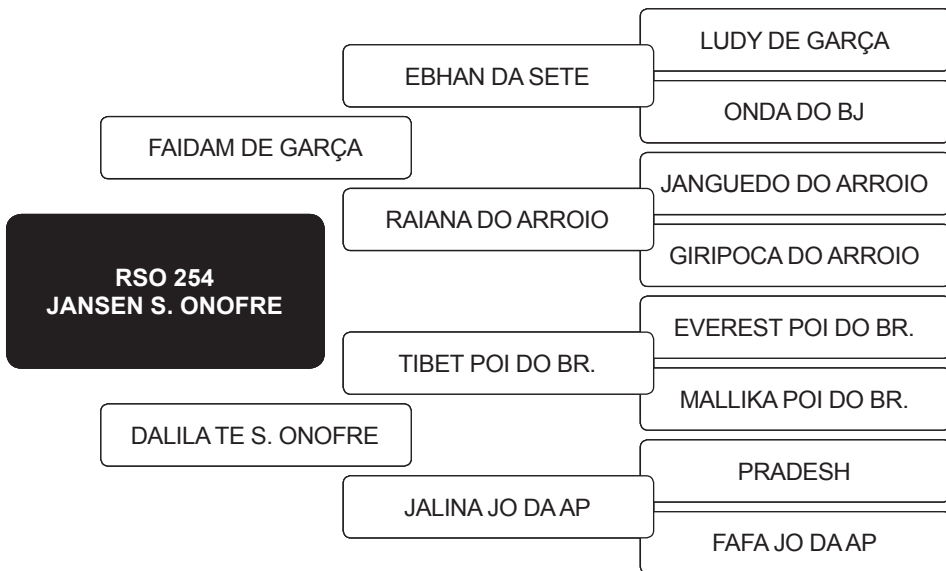 LUDY DE GARÇA
EBHAN DA SETE
ONDA DO BJ
FAIDAM DE GARÇA
JANGUEDO DO ARROIO
RAIANA DO ARROIO
GIRIPOCA DO ARROIO
RSO 254
JANSEN S. ONOFRE
EVEREST POI DO BR.
TIBET POI DO BR.
MALLIKA POI DO BR.
DALILA TE S. ONOFRE
PRADESH
JALINA JO DA AP
FAFA JO DA AP